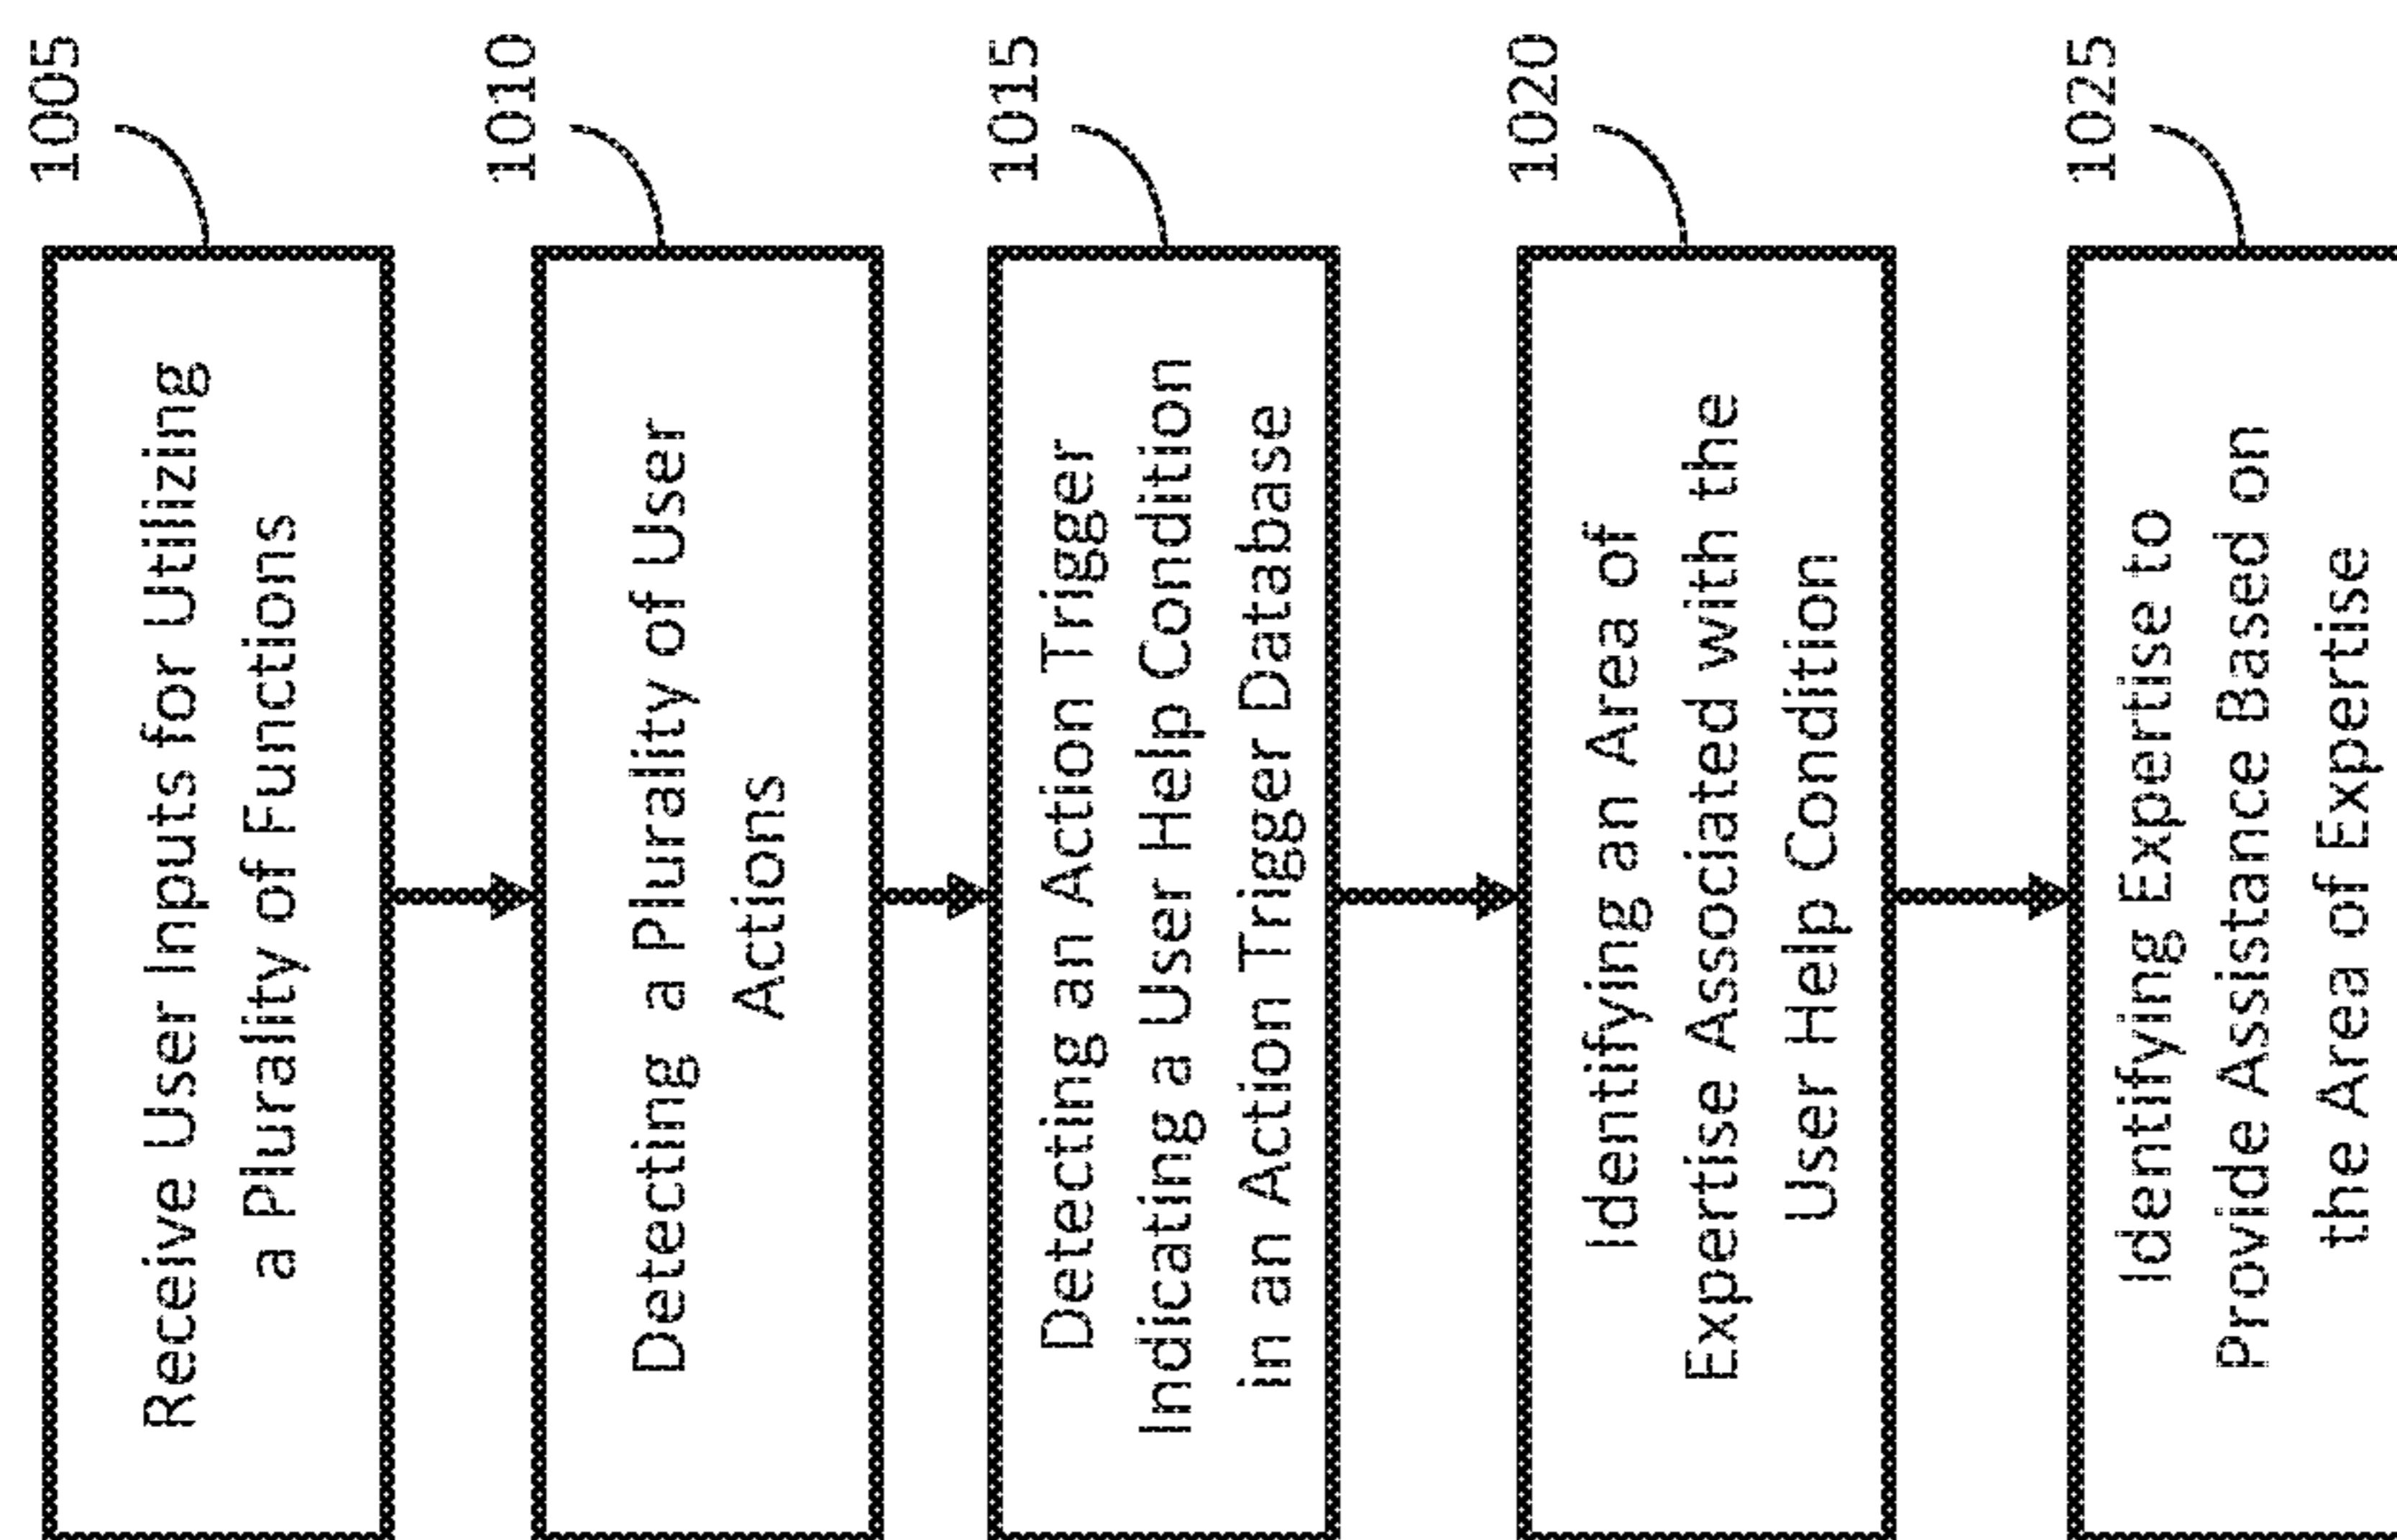 1005
Receive User Inputs for Utilizing
a Plurality of Functions
1010
Detecting a Plurality of User
Actions
1015
Detecting an Action Trigger
Indicating a User Help Condition
in an Action Trigger Database
1020
Identifying an Area of
Expertise Associated with the
User Help Condition
1025
Identifying Expertise to
Provide Assistance Based on
the Area of Expertise